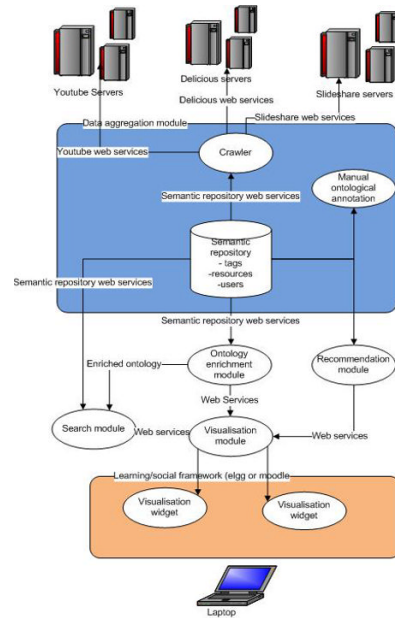 Youtube Servers
Delicious servers
Slideshare servers
Delicious web services
Slideshare web services
Data aggregation module
Youtube web services
Crawler
Manual
ontological
annotation
Semantic repository web services
Semantic
repository
- tags
-resources
-users
Semantic repository web services
Semantic repository web services
Enriched ontology
Ontology
enrichment
module
Recommendation
module
Web Services
Search module
Web services
Visualisation
module
Web services
Learning/social framework (elgg or moodle
Visualisation
widget
Visualisation
widget
Laptop